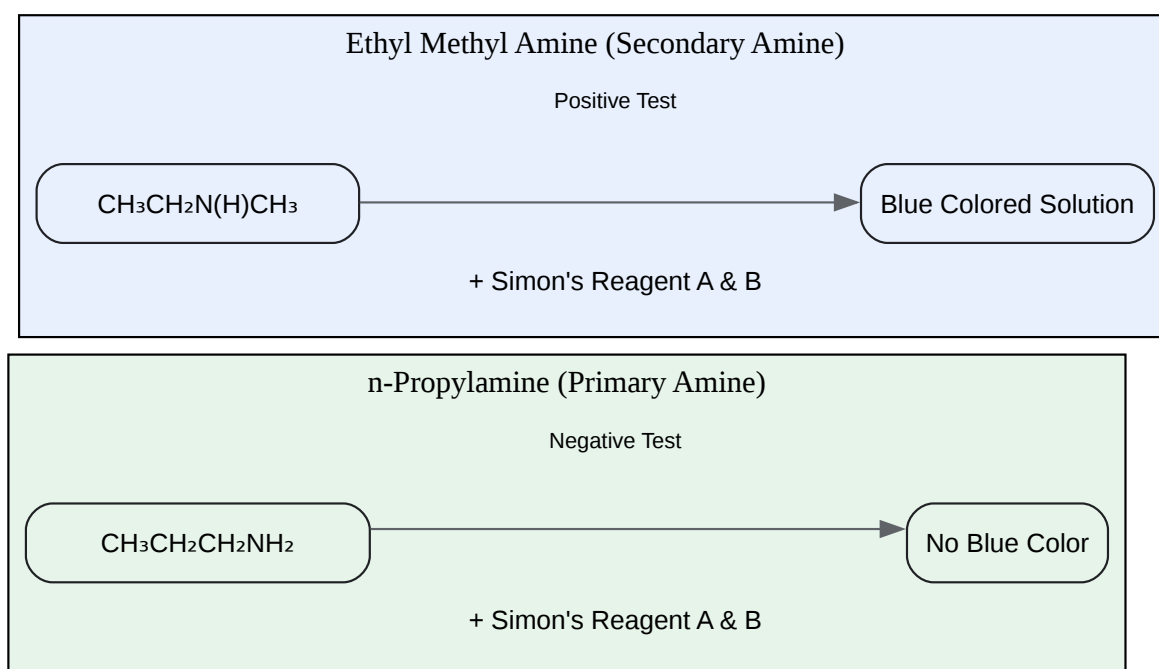 Ethyl Methyl Amine (Secondary Amine)
Positive Test
CH₃CH₂N(H)CH₃
Blue Colored Solution
+ Simon's Reagent A & B
n-Propylamine (Primary Amine)
Negative Test
CH₃CH₂CH₂NH₂
No Blue Color
+ Simon's Reagent A & B